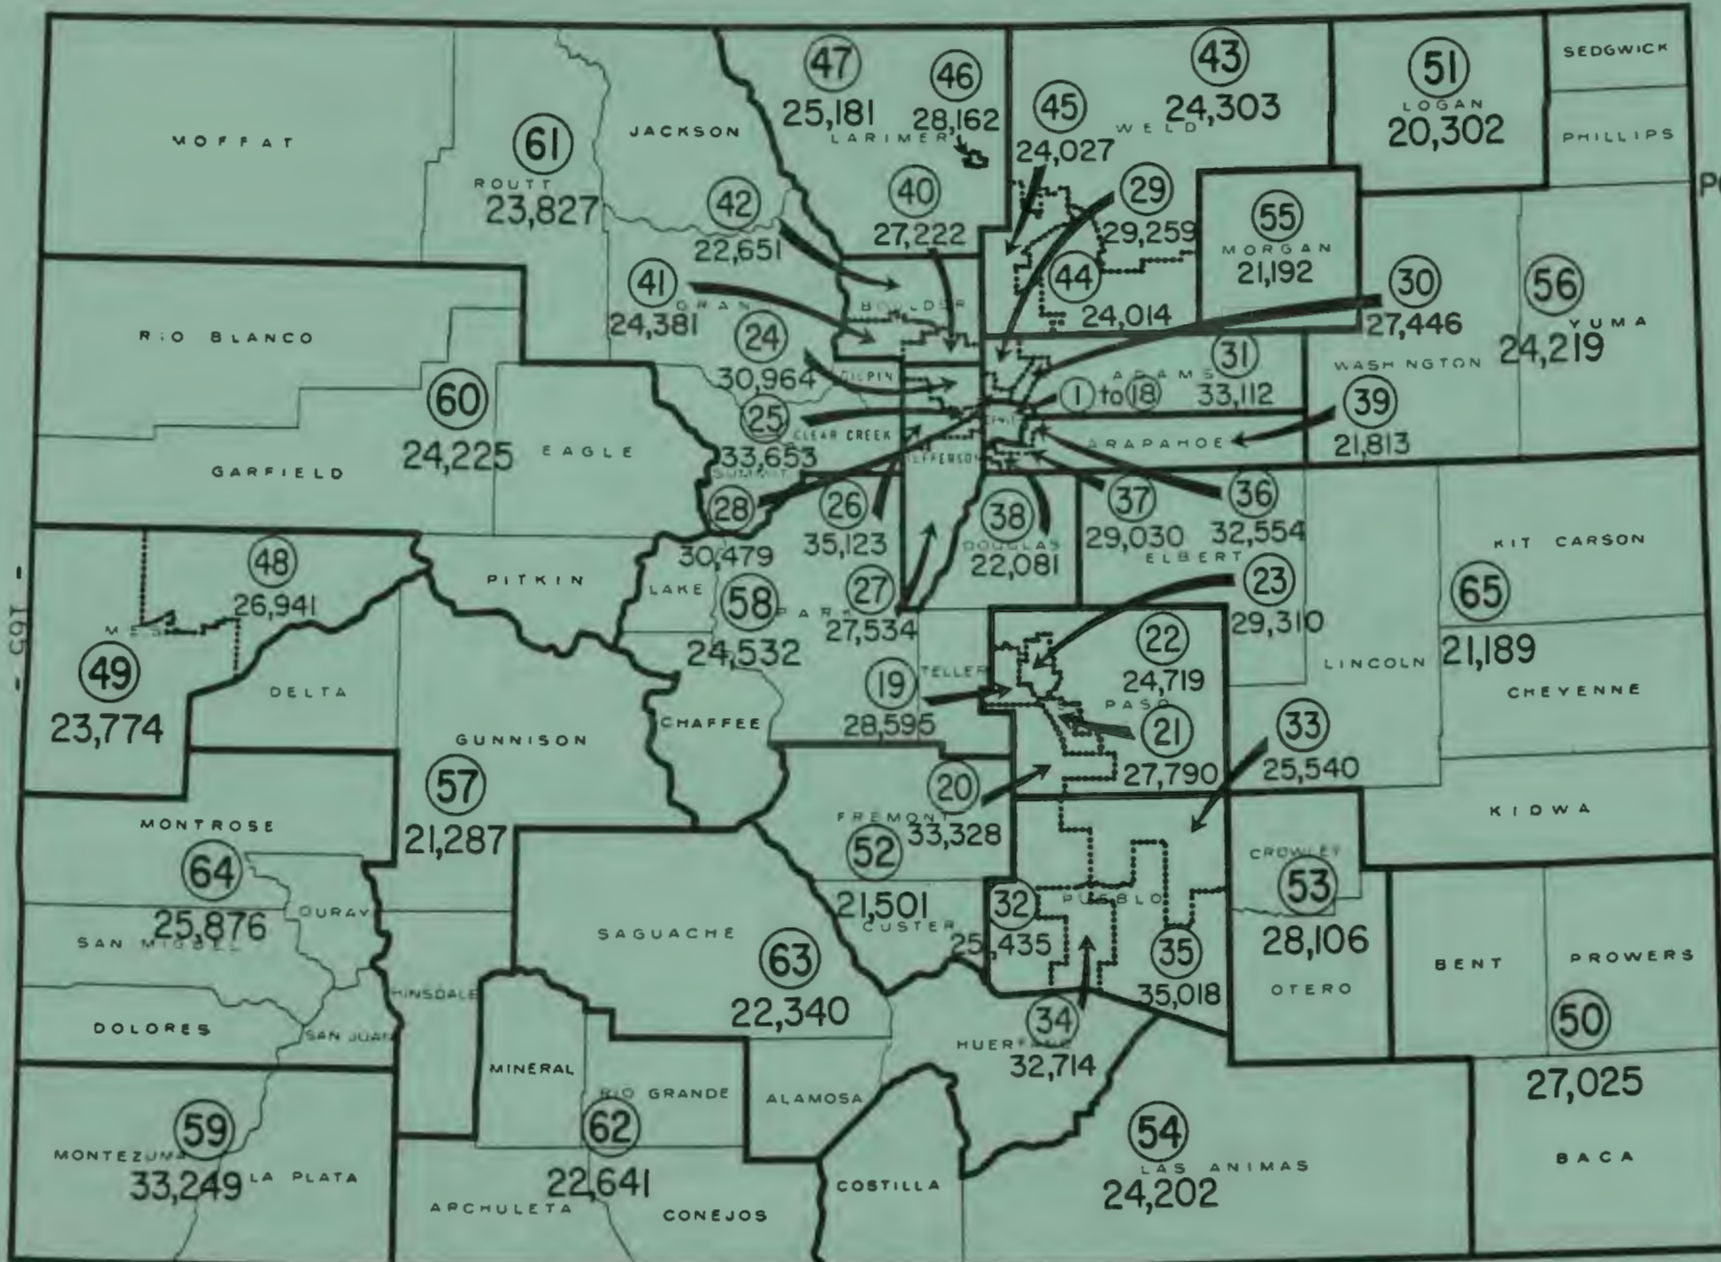 47
46
43
51
SEDGWICK
25,181
28,162
45
24,303
LOGAN
20,302
MOFFAT
61
JACKSON
LARIMER
24,027
WELD
PHILLIPS
ROUTT
23,827
42
22,651
40
27,222
29
29,259
55
MORGAN
21,192
41
24,381
BOULDER
44
24,014
30
27,446
56
YUMA
24,219
RIO BLANCO
24
30,964
GILPIN
ADAMS
31
33,112
WASHINGTON
60
24,225
25
33,653
CLEAR CREEK
1 to 18
39
21,813
GARFIELD
EAGLE
SUMMIT
JEFFERSON
ARAPAHOE
28
30,479
26
35,123
38
DOUGLAS
22,081
37
29,030
36
32,554
ELBERT
KIT CARSON
48
26,941
PITKIN
LAKE
58
PARK
24,532
27
27,534
23
29,310
65
21,189
49
23,774
DELTA
CHAFFEE
19
28,595
TELLER
22
24,719
PASO
LINCOLN
CHEYENNE
GUNNISON
21
27,790
33
25,540
57
21,287
20
33,328
MONTROSE
FREMONT
52
21,501
KIOWA
64
25,876
OURAY
CROWLEY
53
28,106
SAN MIGUEL
SAGUACHE
63
22,340
CUSTER
32
25,435
PUEBLO
35
35,018
BENT
PROWERS
HINSDALE
OTERO
50
27,025
DOLORES
SAN JUAN
34
HUERFANO
32,714
MINERAL
RIO GRANDE
ALAMOSA
59
MONTEZUMA
33,249
LA PLATA
62
22,641
COSTILLA
54
LAS ANIMAS
24,202
BACA
ARCHULETA
CONEJOS